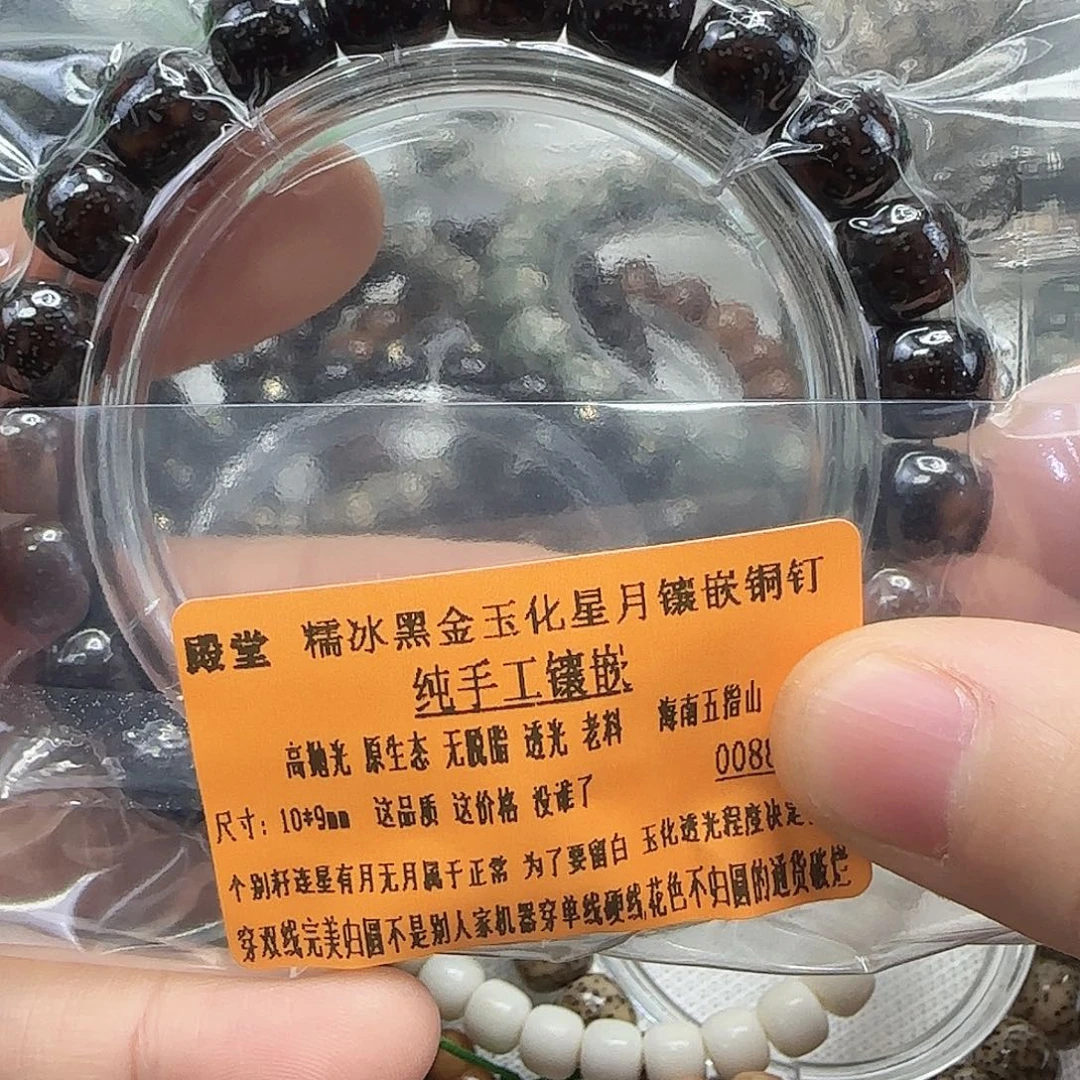 殿堂 糯冰黑金玉化星月镶嵌铜钉
纯手工镶嵌
高抛光 原生态 无脱脂 透光 老料 海南五指山
尺寸：10*9mm 这品质 这价格 没谁了 008
个别轩连星有月无月属于正常 为了要留白 玉化透光程度决定
穿双线完美归圆不是别人家机器穿单线硬线花色不归圆的通货破烂